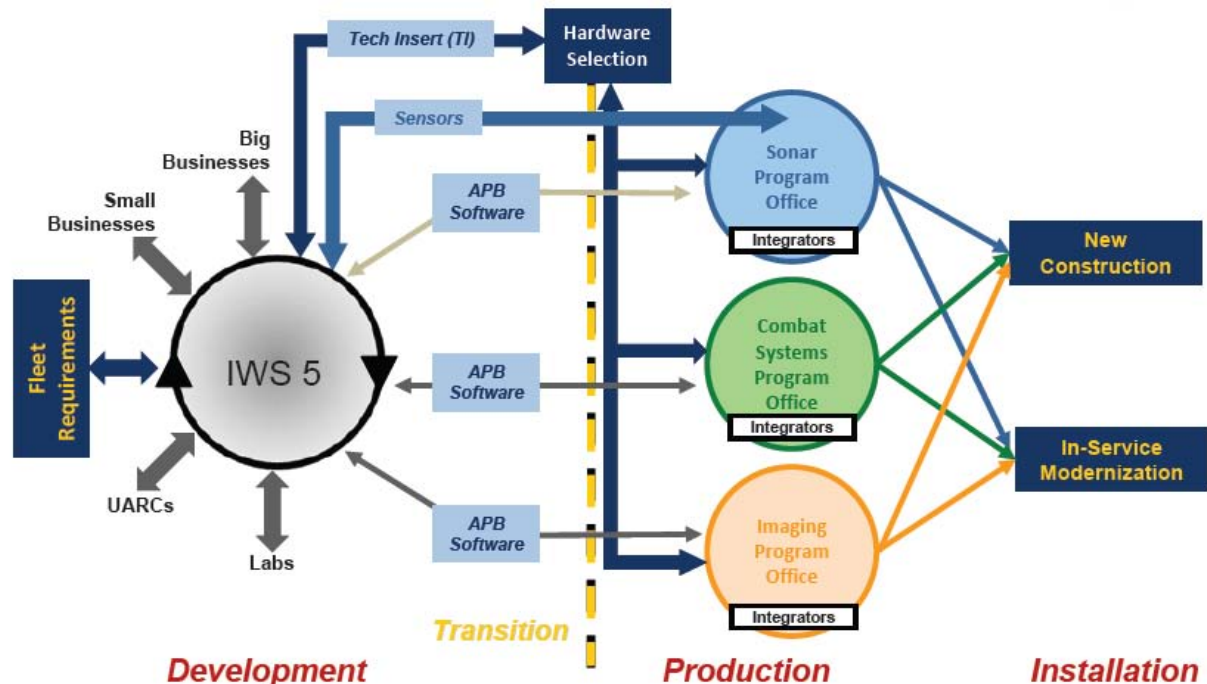 Tech Insert (TI)
Hardware
Selection
Sensors
Big
Businesses
Small
Businesses
APB
Software
Sonar
Program
Office
Integrators
New
Construction
Fleet
Requirements
IWS 5
APB
Software
Combat
Systems
Program
Office
Integrators
In-Service
Modernization
UARCs
Labs
APB
Software
Imaging
Program
Office
Integrators
Transition
Development
Production
Installation